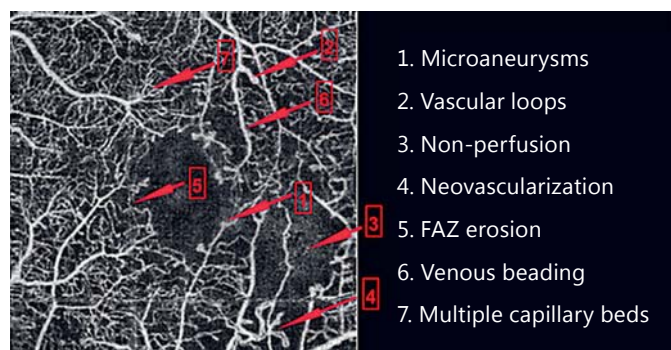 7
2
6
5
1
3
4
1. Microaneurysms
2. Vascular loops
3. Non-perfusion
4. Neovascularization
5. FAZ erosion
6. Venous beading
7. Multiple capillary beds